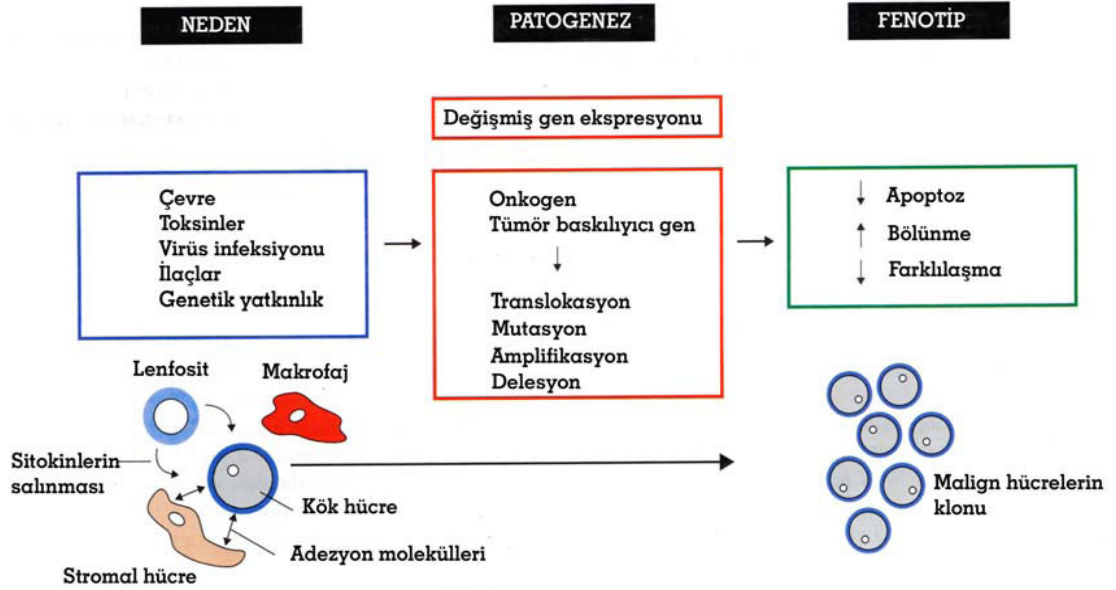 NEDEN
PATOGENEZ
FENOTİP
Değişmiş gen ekspresyonu
Çevre
Toksinler
Virüs infeksiyonu
İlaçlar
Genetik yatkınlık
Onkogen
Tümör baskılıyıcı gen
Translokasyon
Mutasyon
Amplifikasyon
Delesyon
Apoptoz
Bölünme
Farklılaşma
Lenfosit
Makrofaj
Sitokinlerin
salınması
Kök hücre
Adezyon molekülleri
Stromal hücre
Malign hücrelerin
klonu